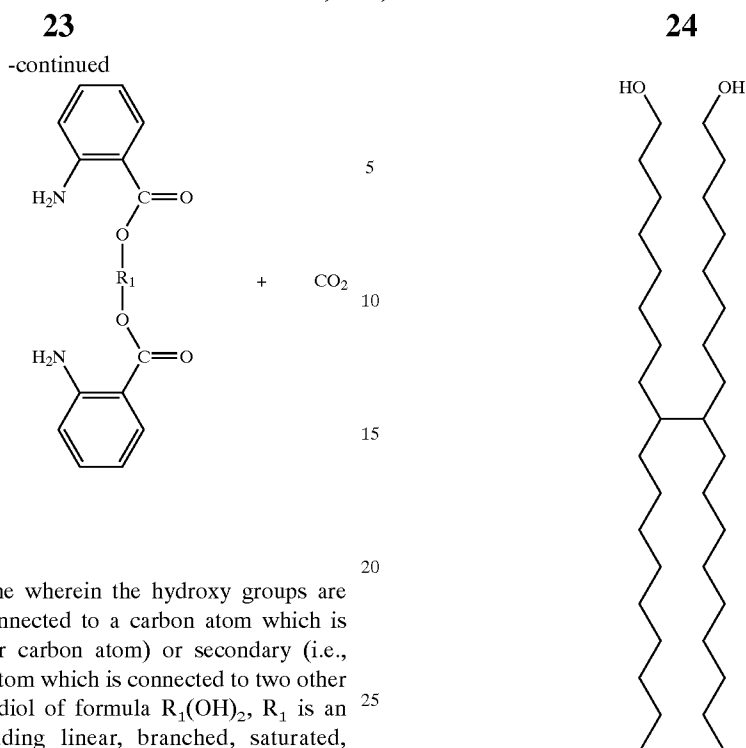 23
-continued
H₂N
C
O
O
R₁
O
H₂N
C
O
+
CO₂
ne wherein the hydroxy groups are
nnected to a carbon atom which is
r carbon atom) or secondary (i.e.,
tom which is connected to two other
diol of formula R₁(OH)₂, R₁ is an
ding linear, branched, saturated,
5
10
15
20
25
24
HO
OH